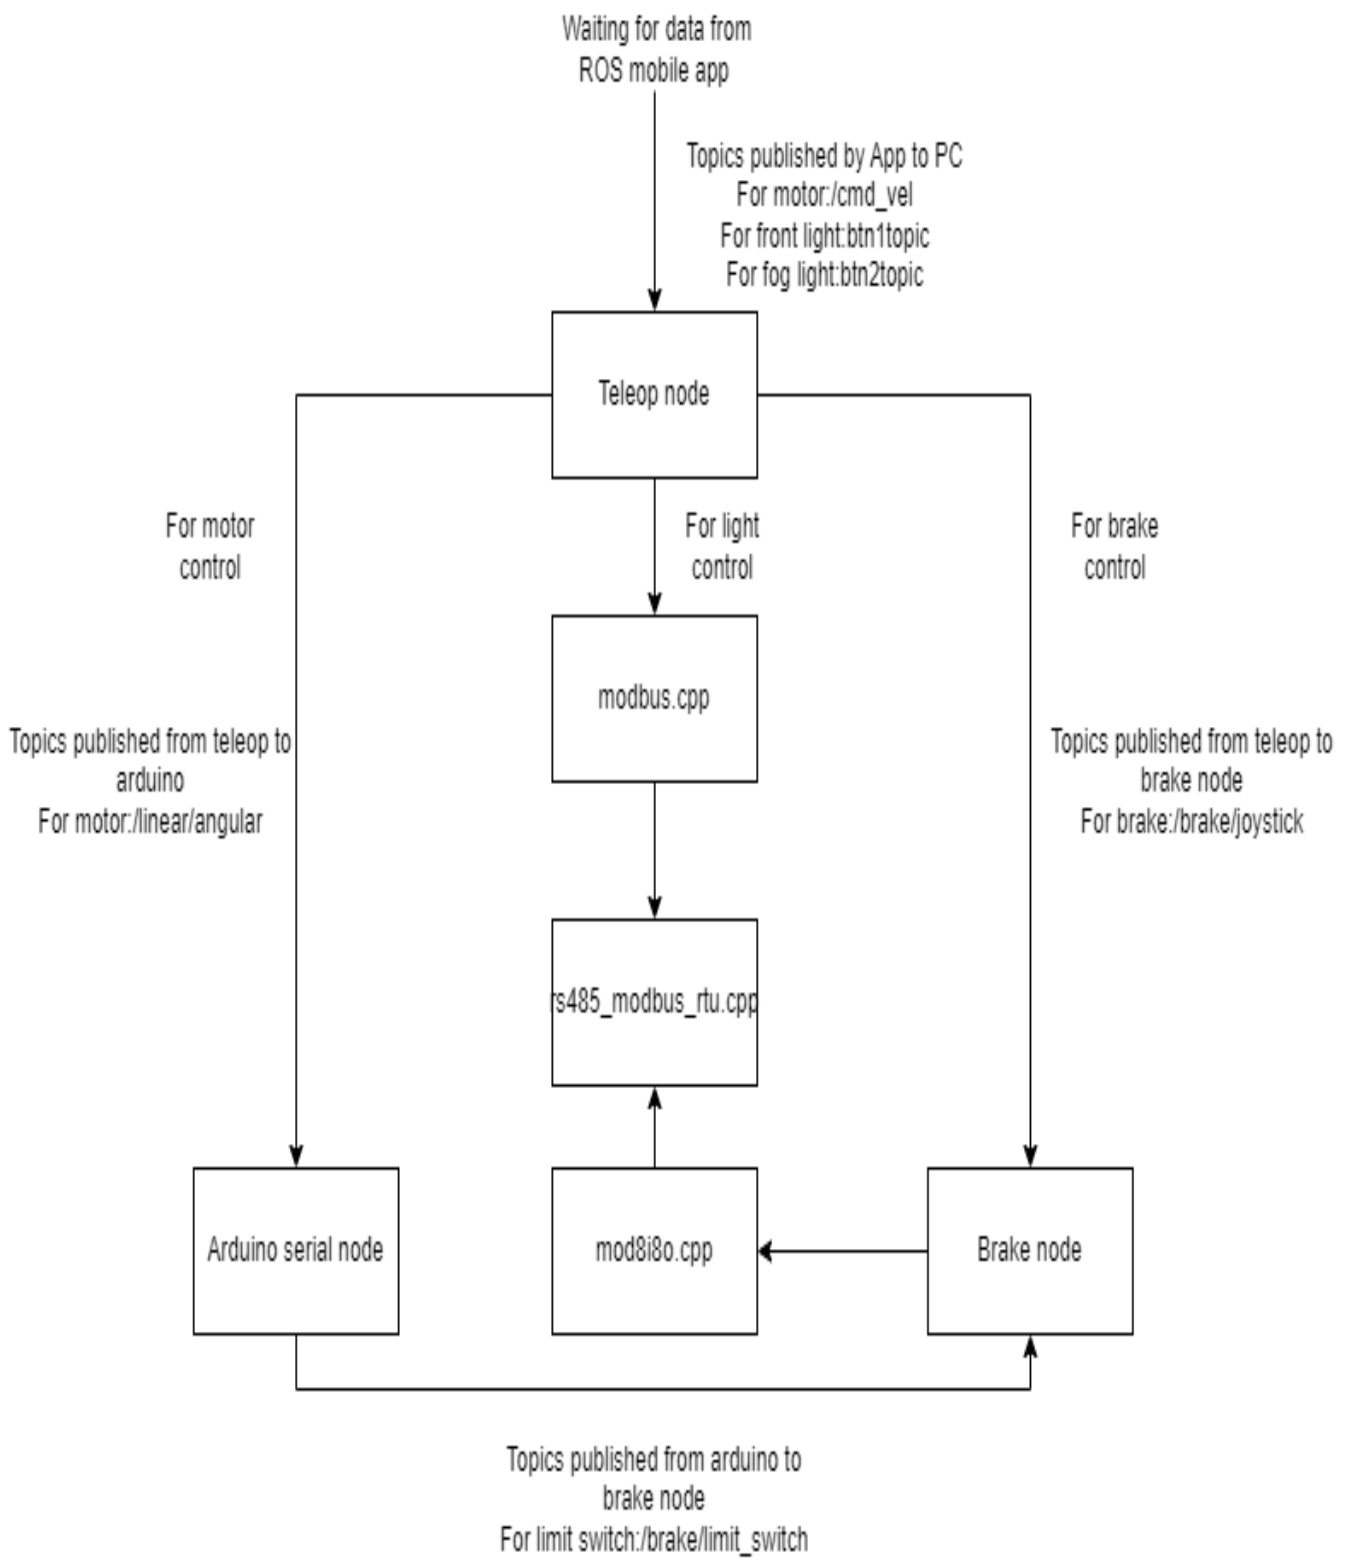 Waiting for data from
ROS mobile app
Topics published by App to PC
For motor:/cmd_vel
For front light:btn1topic
For fog light:btn2topic
Teleop node
For motor
control
For light
control
For brake
control
modbus.cpp
Topics published from teleop to
arduino
For motor:/linear/angular
Topics published from teleop to
brake node
For brake:/brake/joystick
rs485_modbus_rtu.cpp
Arduino serial node
mod8i8o.cpp
Brake node
Topics published from arduino to
brake node
For limit switch:/brake/limit_switch